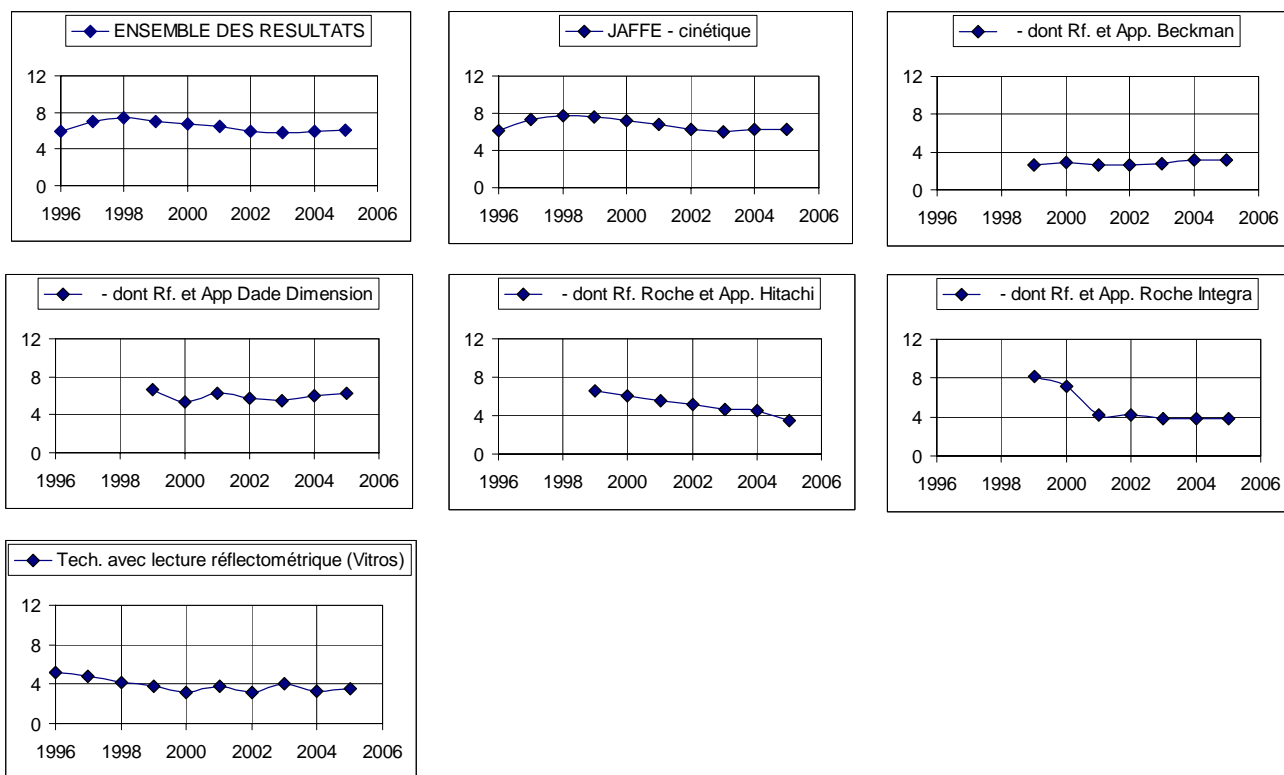 ENSEMBLE DES RESULTATS
12
8
4
0
1996 1998 2000 2002 2004 2006
JAFFE - cinétique
12
8
4
0
1996 1998 2000 2002 2004 2006
- dont Rf. et App. Beckman
12
8
4
0
1996 1998 2000 2002 2004 2006
- dont Rf. et App Dade Dimension
12
8
4
0
1996 1998 2000 2002 2004 2006
- dont Rf. Roche et App. Hitachi
12
8
4
0
1996 1998 2000 2002 2004 2006
- dont Rf. et App. Roche Integra
12
8
4
0
1996 1998 2000 2002 2004 2006
Tech. avec lecture réflectométrique (Vitros)
12
8
4
0
1996 1998 2000 2002 2004 2006